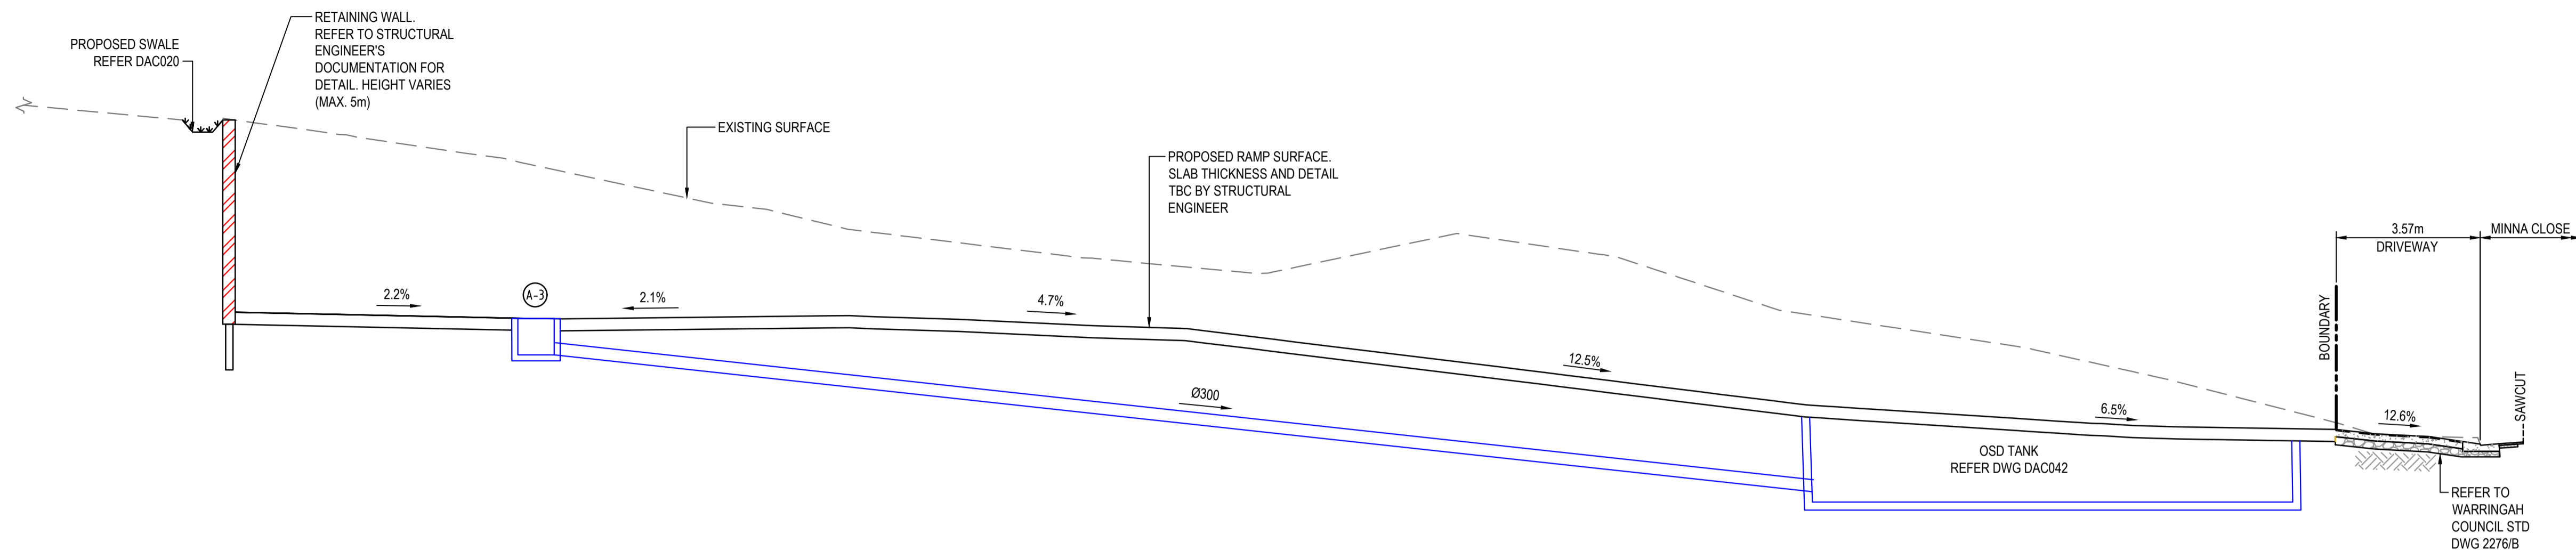 RETAINING WALL.
REFER TO STRUCTURAL
ENGINEER'S
DOCUMENTATION FOR
DETAIL. HEIGHT VARIES
(MAX. 5m)
PROPOSED SWALE
REFER DAC020
EXISTING SURFACE
PROPOSED RAMP SURFACE.
SLAB THICKNESS AND DETAIL
TBC BY STRUCTURAL
ENGINEER
3.57m
DRIVEWAY
MINNA CLOSE
2.2%
A-3
2.1%
4.7%
12.5%
Ø300
6.5%
12.6%
BOUNDARY
SAWCUT
OSD TANK
REFER DWG DAC042
REFER TO
WARRINGAH
COUNCIL STD
DWG 2276/B